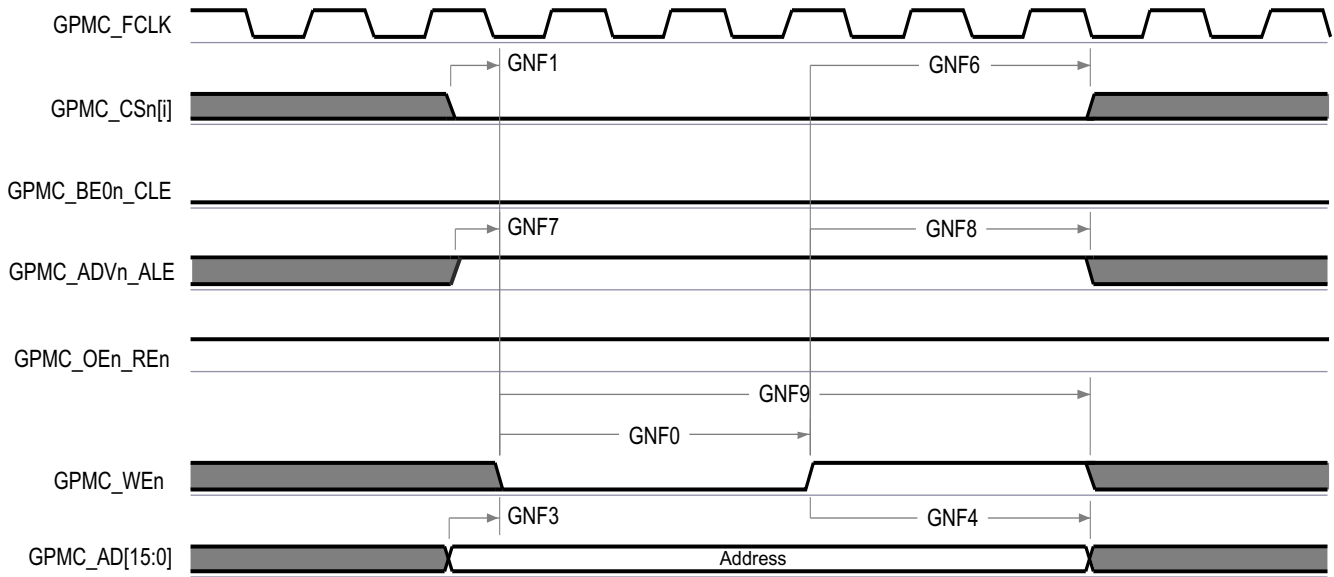 GPMC_FCLK
GNF1
GNF6
GPMC_CSn[i]
GPMC_BE0n_CLE
GNF7
GNF8
GPMC_ADVn_ALE
GPMC_OEn_REn
GNF9
GNF0
GPMC_WEn
GNF3
GNF4
GPMC_AD[15:0]
Address